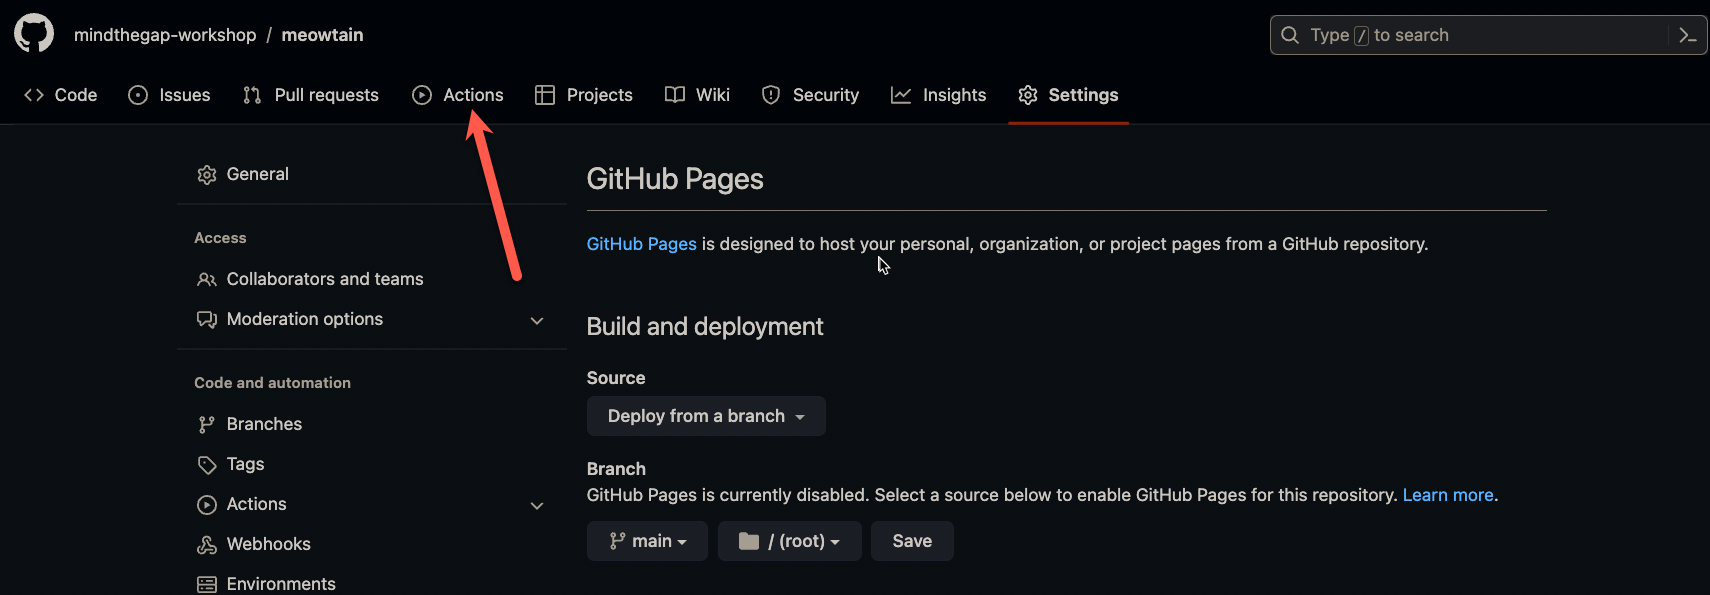 mindthegap-workshop / meowtain
Type / to search
Code Issues Pull requests Actions Projects Wiki Security Insights Settings
General
Access
Collaborators and teams
Moderation options
Code and automation
Branches
Tags
Actions
Webhooks
Environments
GitHub Pages
GitHub Pages is designed to host your personal, organization, or project pages from a GitHub repository.
Build and deployment
Source
Deploy from a branch
Branch
GitHub Pages is currently disabled. Select a source below to enable GitHub Pages for this repository. Learn more.
main / (root) Save